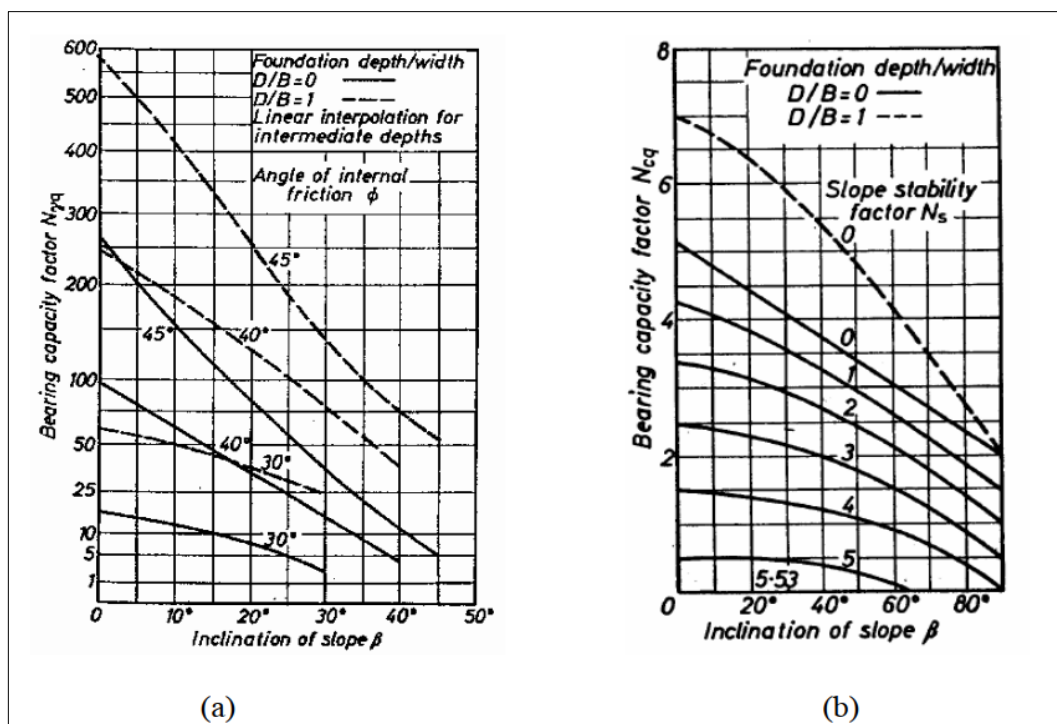 600
500
400
300
200
100
50
25
10
5
1
0
10°
20°
30°
40°
50°
Bearing capacity factor Nγq
Inclination of slope β
Foundation depth/width
D/B=0
D/B=1
Linear interpolation for
intermediate depths
Angle of internal
friction ϕ
45°
45°
40°
40°
30°
30°
(a)
8
6
4
2
0
20°
40°
60°
80°
Bearing capacity factor Ncq
Inclination of slope β
Foundation depth/width
D/B=0
D/B=1
Slope stability
factor Ns
0
0
1
2
3
4
5
5·53
(b)